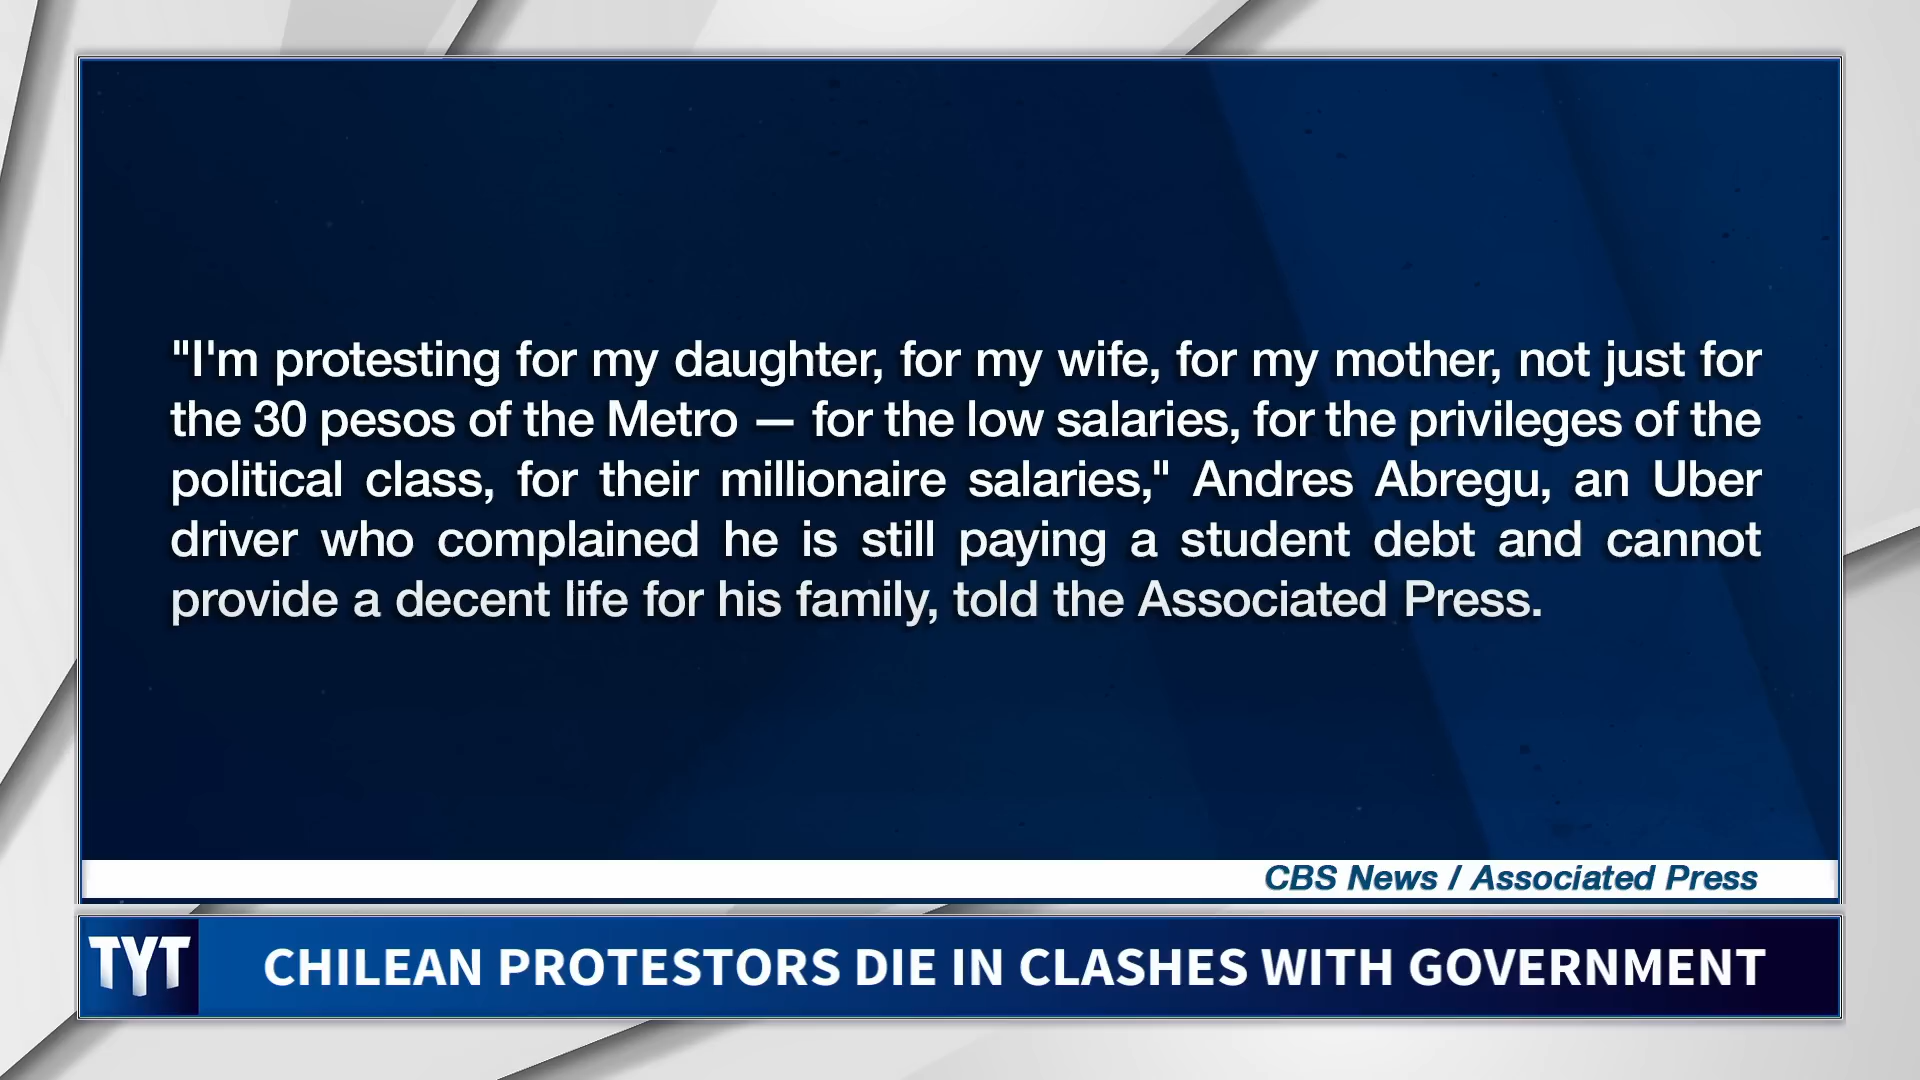 "I'm protesting for my daughter, for my wife, for my mother, not just for
the 30 pesos of the Metro — for the low salaries, for the privileges of the
political class, for their millionaire salaries," Andres Abregu, an Uber
driver who complained he is still paying a student debt and cannot
provide a decent life for his family, told the Associated Press.
CBS News / Associated Press
TYT
CHILEAN PROTESTORS DIE IN CLASHES WITH GOVERNMENT